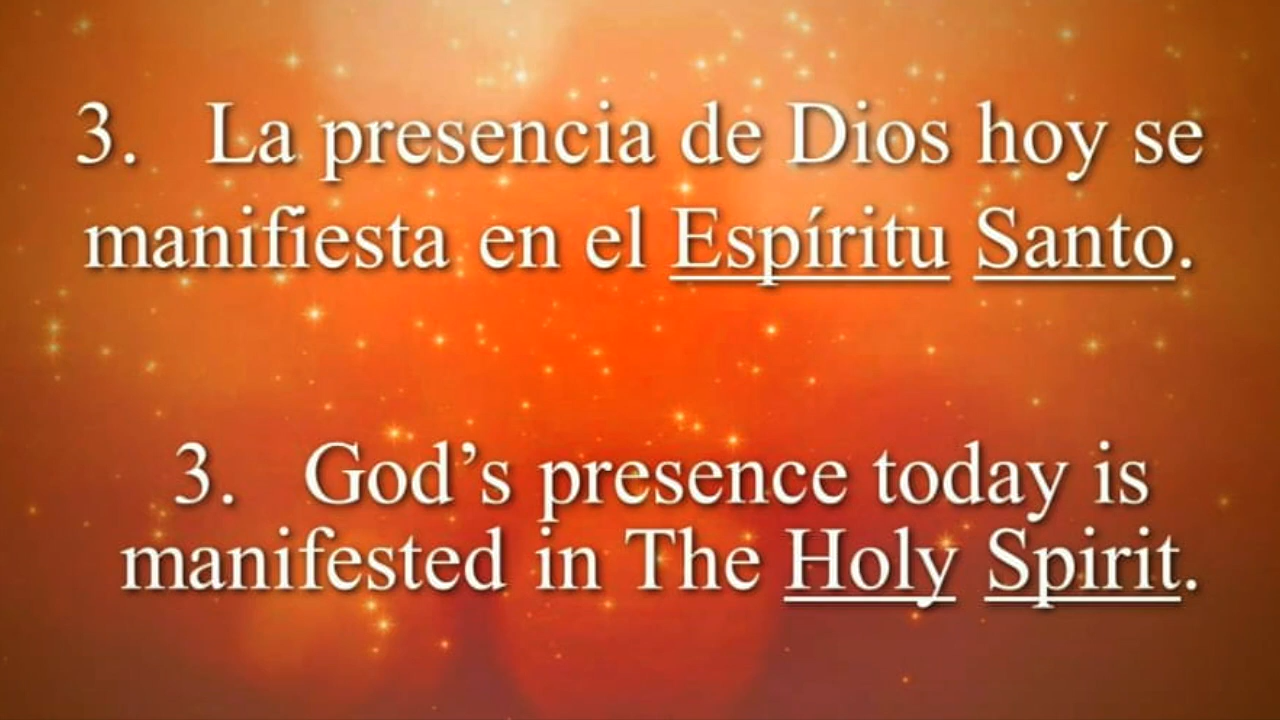 3. La presencia de Dios hoy se
manifiesta en el Espíritu Santo.
3. God’s presence today is
manifested in The Holy Spirit.